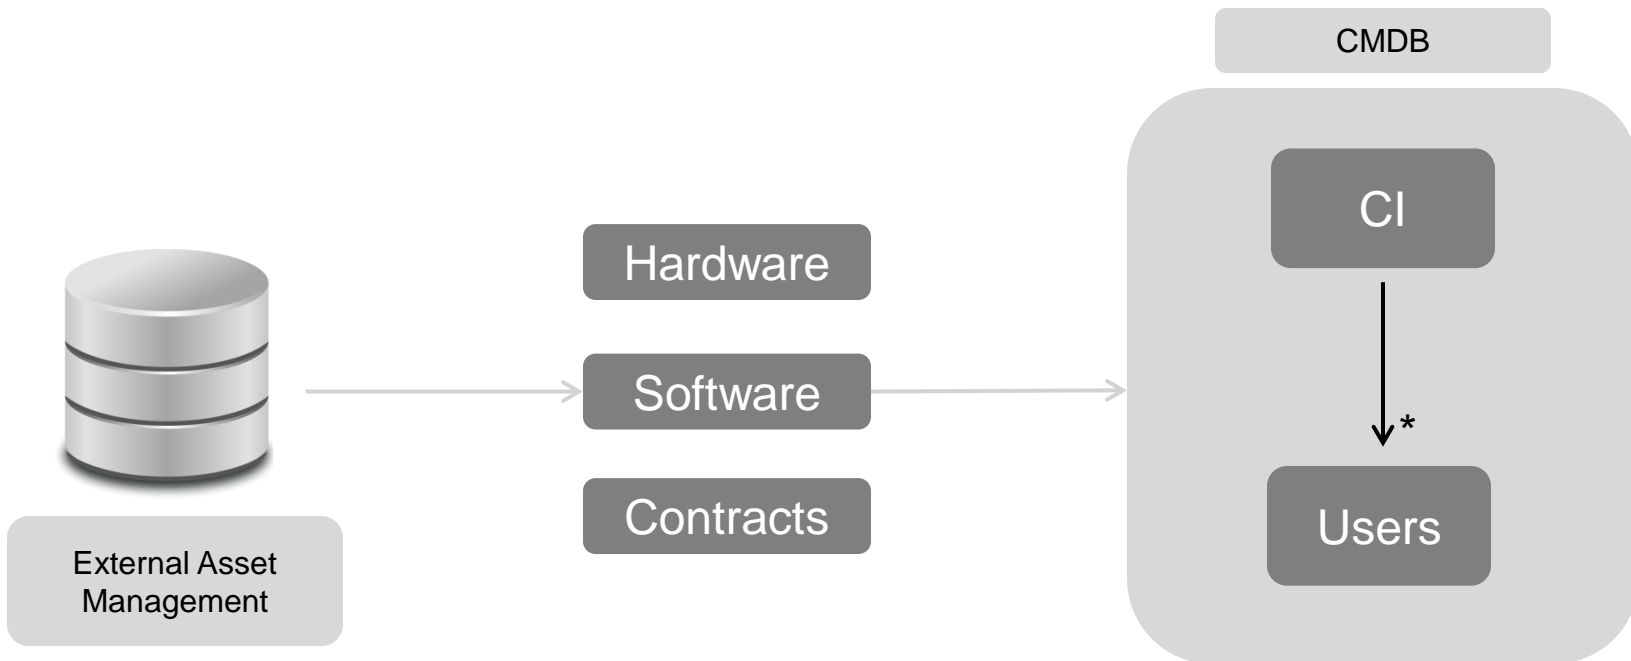 CMDB
CI
Hardware
Software
*
Contracts
Users
External Asset
Management